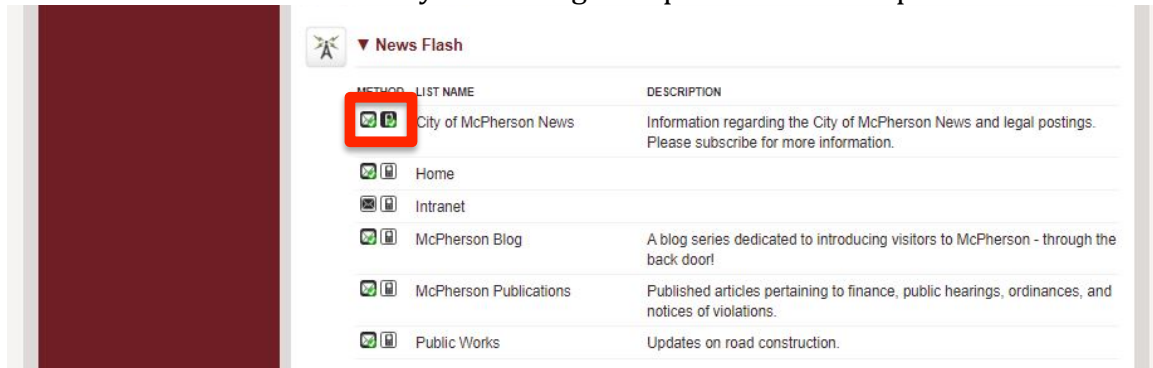 ▼ News Flash
METHOD LIST NAME DESCRIPTION
City of McPherson News Information regarding the City of McPherson News and legal postings.
Please subscribe for more information.
Home
Intranet
McPherson Blog A blog series dedicated to introducing visitors to McPherson - through the
back door!
McPherson Publications Published articles pertaining to finance, public hearings, ordinances, and
notices of violations.
Public Works Updates on road construction.